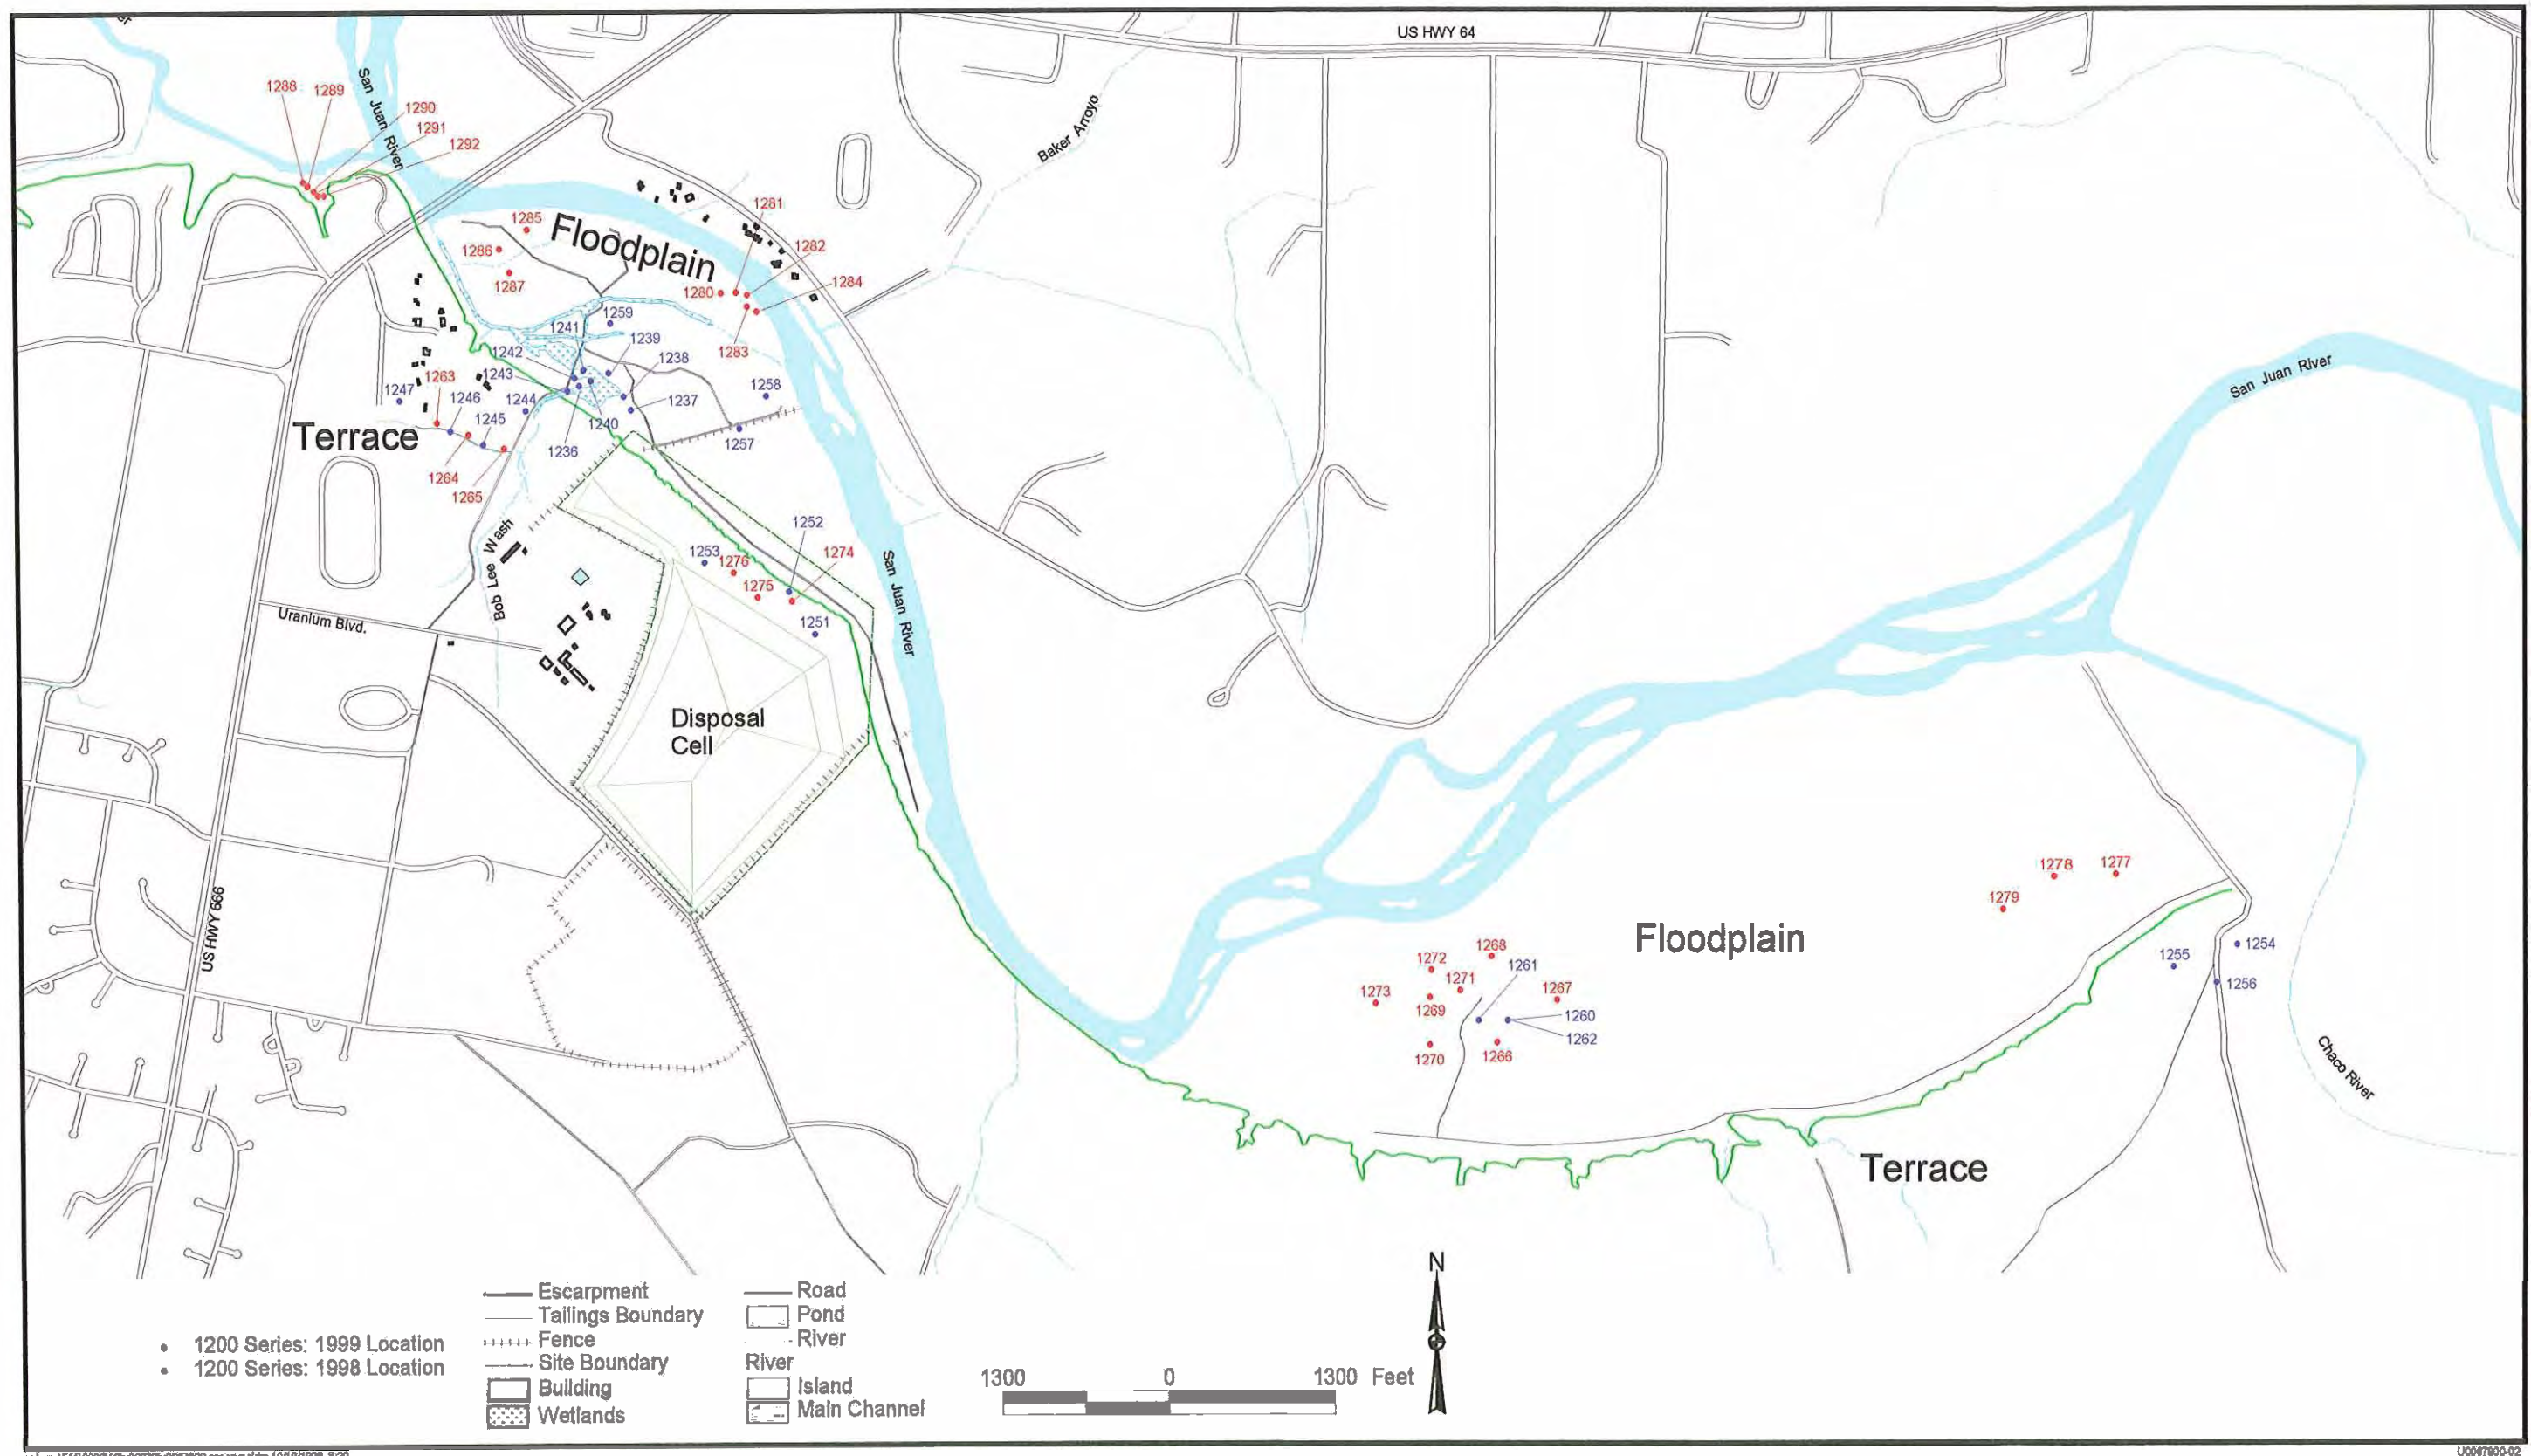 US HWY 64
San Juan River
1288
1289
1290
1291
1292
Baker Arroyo
1285
Floodplain
1281
1286
1282
1287
1280
1284
1259
1241
1239
1283
1242
1238
1243
1247
1263
1258
1246
1244
1237
1245
1240
Terrace
1257
1236
1264
1265
San Juan River
Bob Lee Wash
1252
1253
1276
1274
1275
San Juan River
1251
Uranium Blvd.
Disposal
Cell
US HWY 666
1278
1277
1279
Floodplain
1268
1272
1261
1271
1273
1267
1269
1260
1262
1270
1266
1254
1255
1256
Chaco River
Terrace
N
Escarpment
Tailings Boundary
Fence
Site Boundary
Building
Wetlands
Road
Pond
River
River
Island
Main Channel
1200 Series: 1999 Location
1200 Series: 1998 Location
1300 0 1300 Feet
U0067800-02